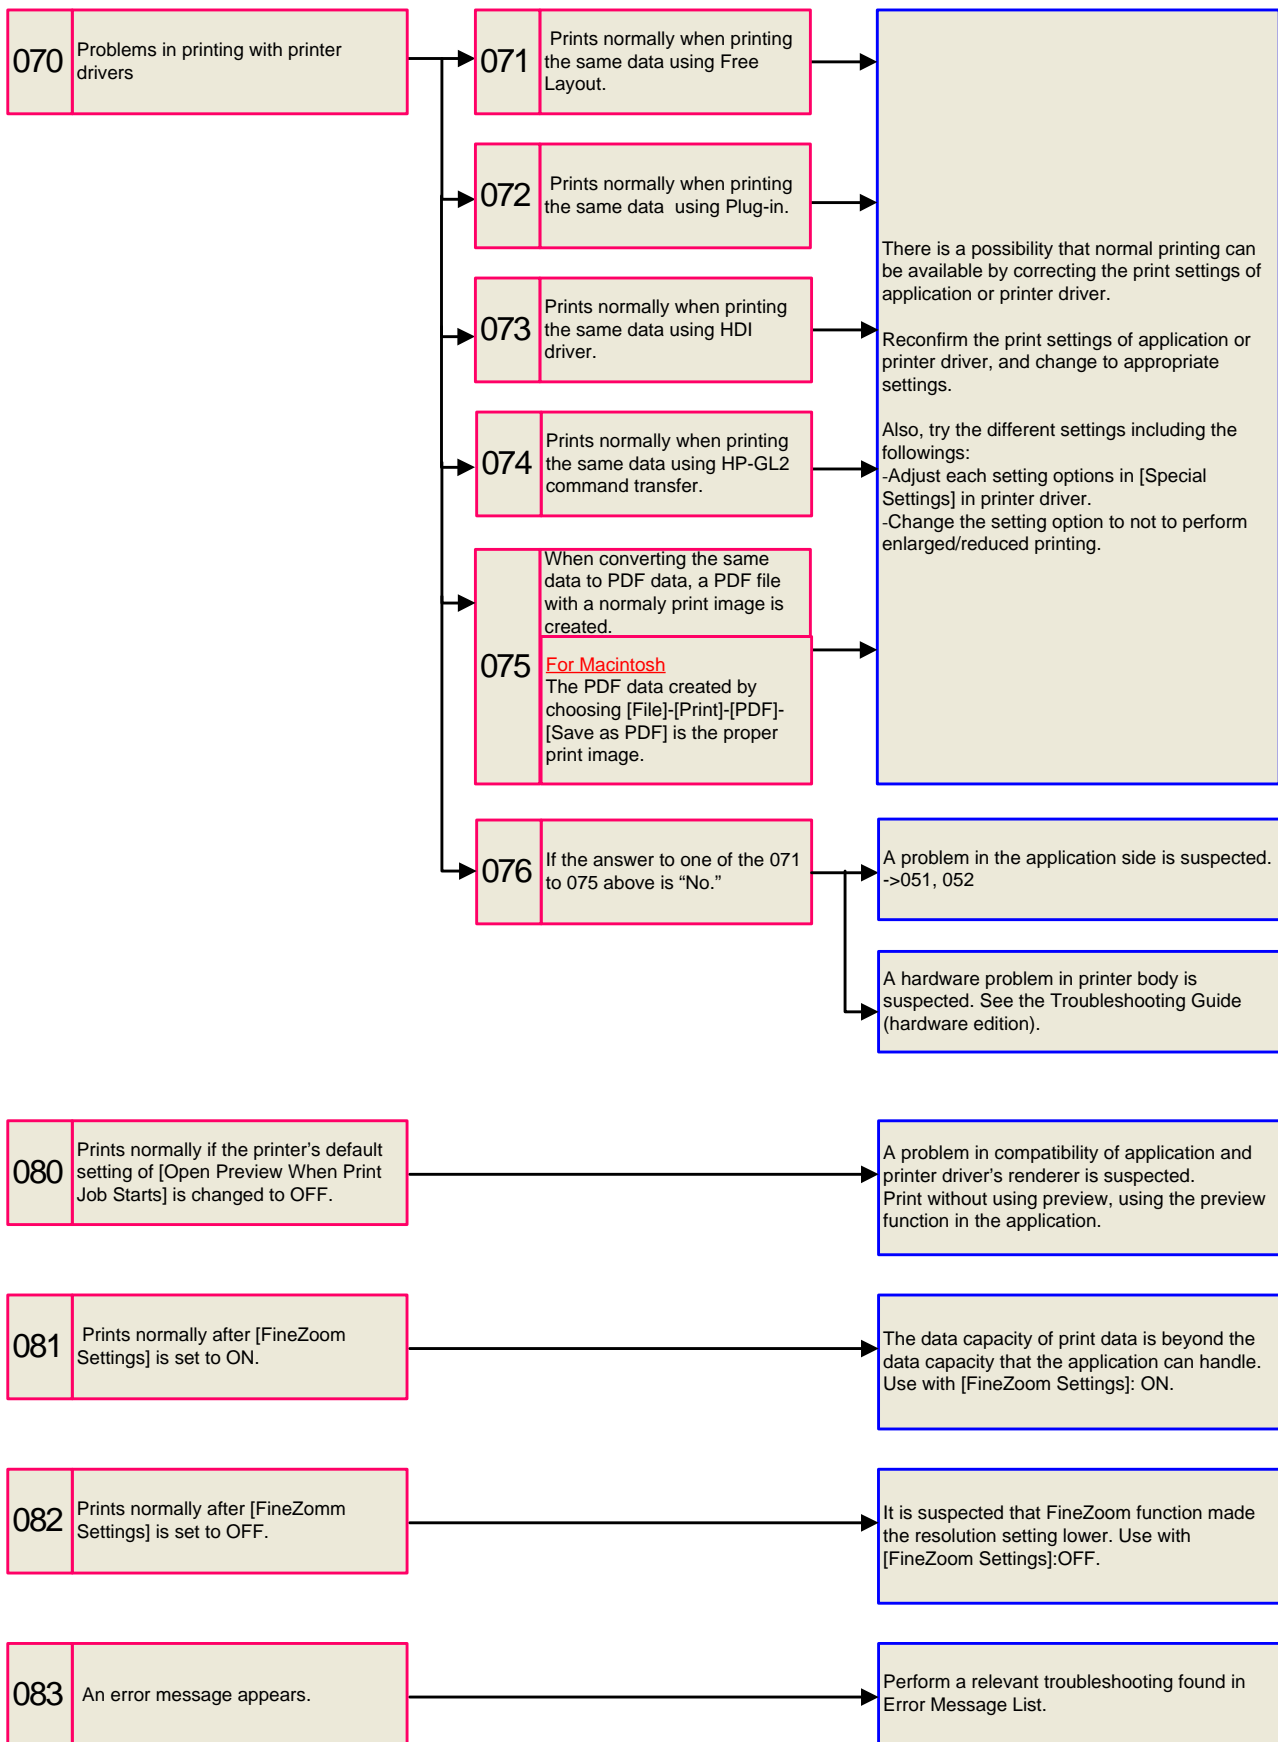 070
Problems in printing with printer
drivers
071
Prints normally when printing
the same data using Free
Layout.
072
Prints normally when printing
the same data  using Plug-in.
073
Prints normally when printing
the same data using HDI
driver.
074
Prints normally when printing
the same data using HP-GL2
command transfer.
075
When converting the same
data to PDF data, a PDF file
with a normaly print image is
created.
For Macintosh
The PDF data created by
choosing [File]-[Print]-[PDF]-
[Save as PDF] is the proper
print image.
There is a possibility that normal printing can
be available by correcting the print settings of
application or printer driver.
Reconfirm the print settings of application or
printer driver, and change to appropriate
settings.
Also, try the different settings including the
followings:
-Adjust each setting options in [Special
Settings] in printer driver.
-Change the setting option to not to perform
enlarged/reduced printing.
076
If the answer to one of the 071
to 075 above is “No.”
A problem in the application side is suspected.
->051, 052
A hardware problem in printer body is
suspected. See the Troubleshooting Guide
(hardware edition).
080
Prints normally if the printer’s default
setting of [Open Preview When Print
Job Starts] is changed to OFF.
A problem in compatibility of application and
printer driver’s renderer is suspected.
Print without using preview, using the preview
function in the application.
081
Prints normally after [FineZoom
Settings] is set to ON.
The data capacity of print data is beyond the
data capacity that the application can handle.
Use with [FineZoom Settings]: ON.
082
Prints normally after [FineZomm
Settings] is set to OFF.
It is suspected that FineZoom function made
the resolution setting lower. Use with
[FineZoom Settings]:OFF.
083
An error message appears.
Perform a relevant troubleshooting found in
Error Message List.